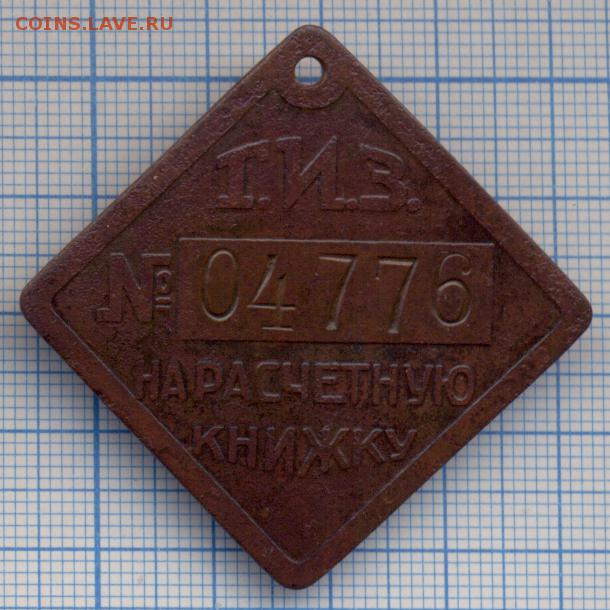 COINS.LAVE.RU
Г.И.З.
№ 04776
НА РАСЧЕТНУЮ
КНИЖКУ